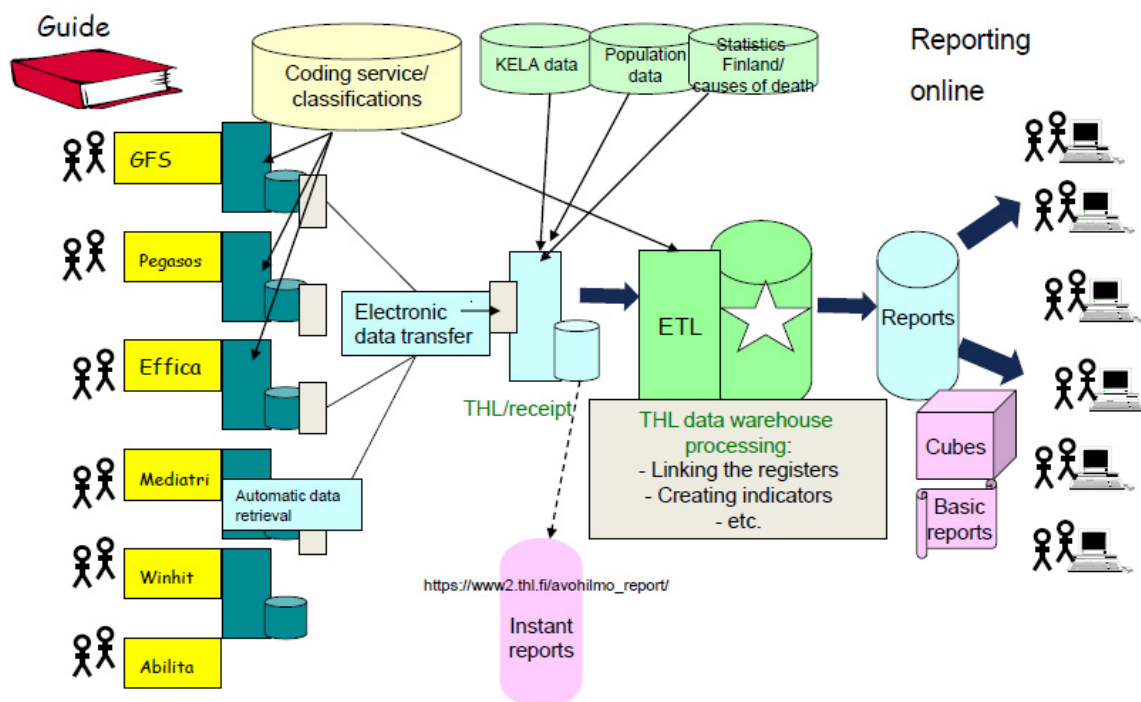 Guide
Coding service/
classifications
KELA data
Population
data
Statistics
Finland/
causes of death
Reporting
online
GFS
Pegasos
Effica
Mediatri
Winhit
Abilita
Automatic data
retrieval
Electronic
data transfer
THL/receipt
ETL
Reports
THL data warehouse
processing:
- Linking the registers
- Creating indicators
- etc.
Cubes
Basic
reports
https://www2.thl.fi/avohilmo_report/
Instant
reports